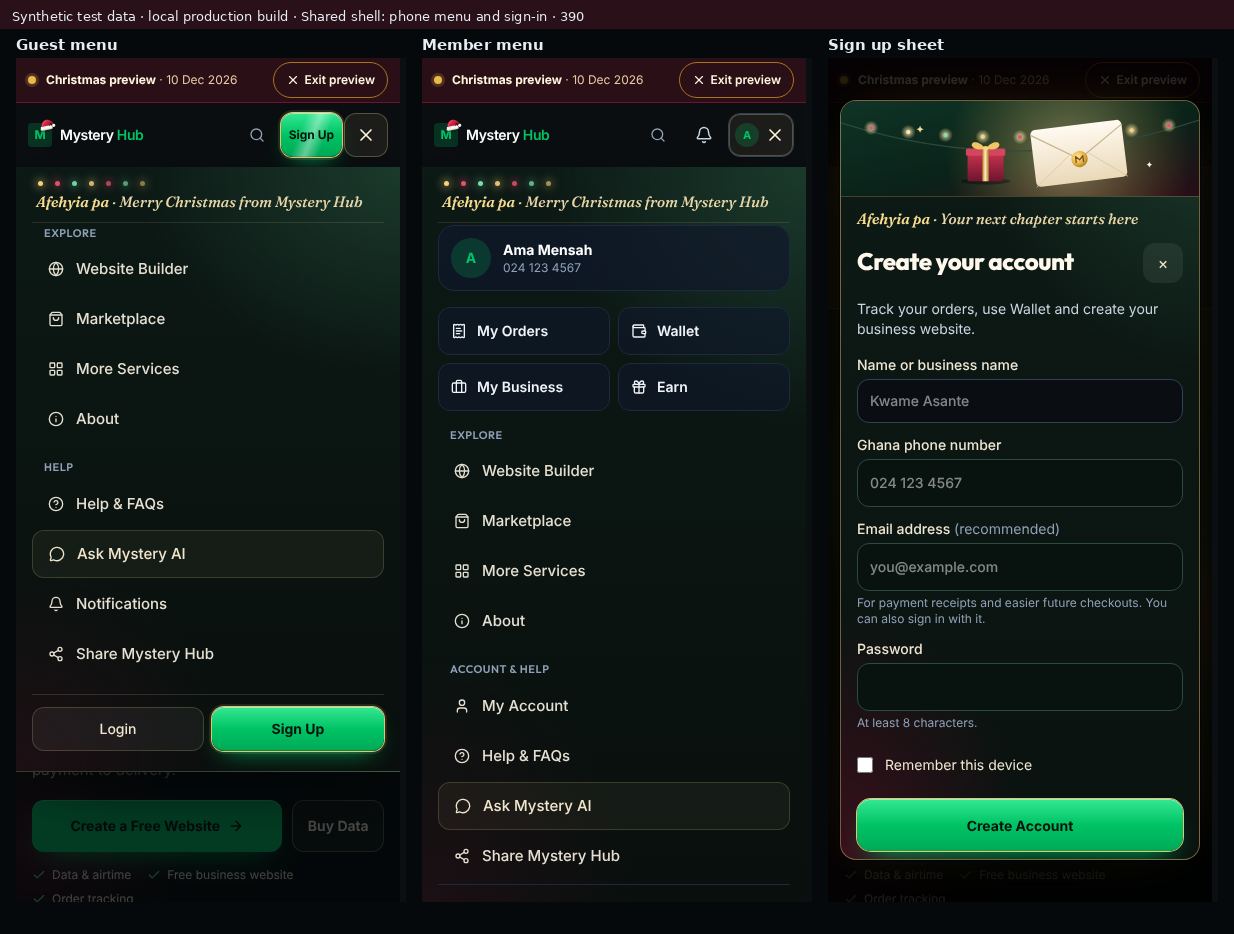 Synthetic test data · local production build · Shared shell: phone menu and sign-in · 390
Guest menu
Christmas preview · 10 Dec 2026
Exit preview
M
Mystery Hub
Sign Up
Afehyia pa · Merry Christmas from Mystery Hub
EXPLORE
Website Builder
Marketplace
More Services
About
HELP
Help & FAQs
Ask Mystery AI
Notifications
Share Mystery Hub
Login
Sign Up
payment to delivery.
Create a Free Website
Buy Data
Data & airtime
Free business website
Order tracking
Member menu
Christmas preview · 10 Dec 2026
Exit preview
M
Mystery Hub
A
Afehyia pa · Merry Christmas from Mystery Hub
A
Ama Mensah
024 123 4567
My Orders
Wallet
My Business
Earn
EXPLORE
Website Builder
Marketplace
More Services
About
ACCOUNT & HELP
My Account
Help & FAQs
Ask Mystery AI
Share Mystery Hub
Sign up sheet
Christmas preview · 10 Dec 2026
Exit preview
M
Afehyia pa · Your next chapter starts here
Create your account
Track your orders, use Wallet and create your
business website.
Name or business name
Kwame Asante
Ghana phone number
024 123 4567
Email address (recommended)
you@example.com
For payment receipts and easier future checkouts. You
can also sign in with it.
Password
At least 8 characters.
Remember this device
Create Account
Data & airtime
Free business website
Order tracking